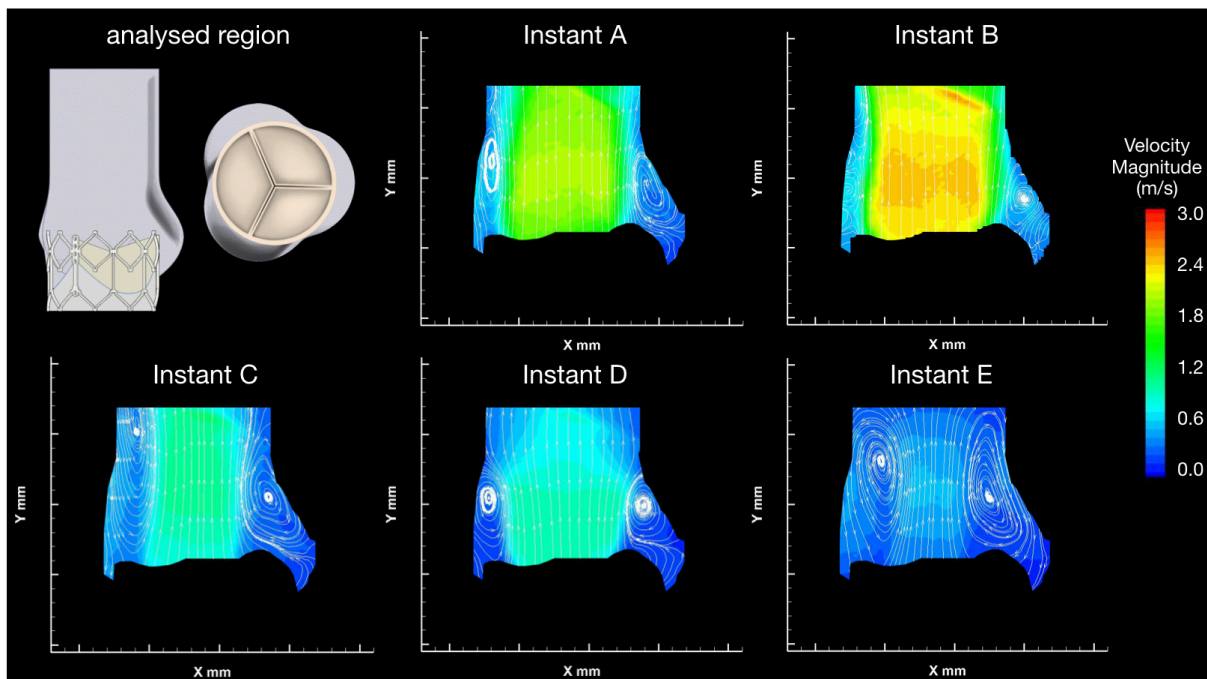 analysed region
Instant A
Instant B
Y mm
Y mm
X mm
X mm
Velocity
Magnitude
(m/s)
3.0
2.4
1.8
1.2
0.6
0.0
Instant C
Instant D
Instant E
Y mm
Y mm
Y mm
X mm
X mm
X mm